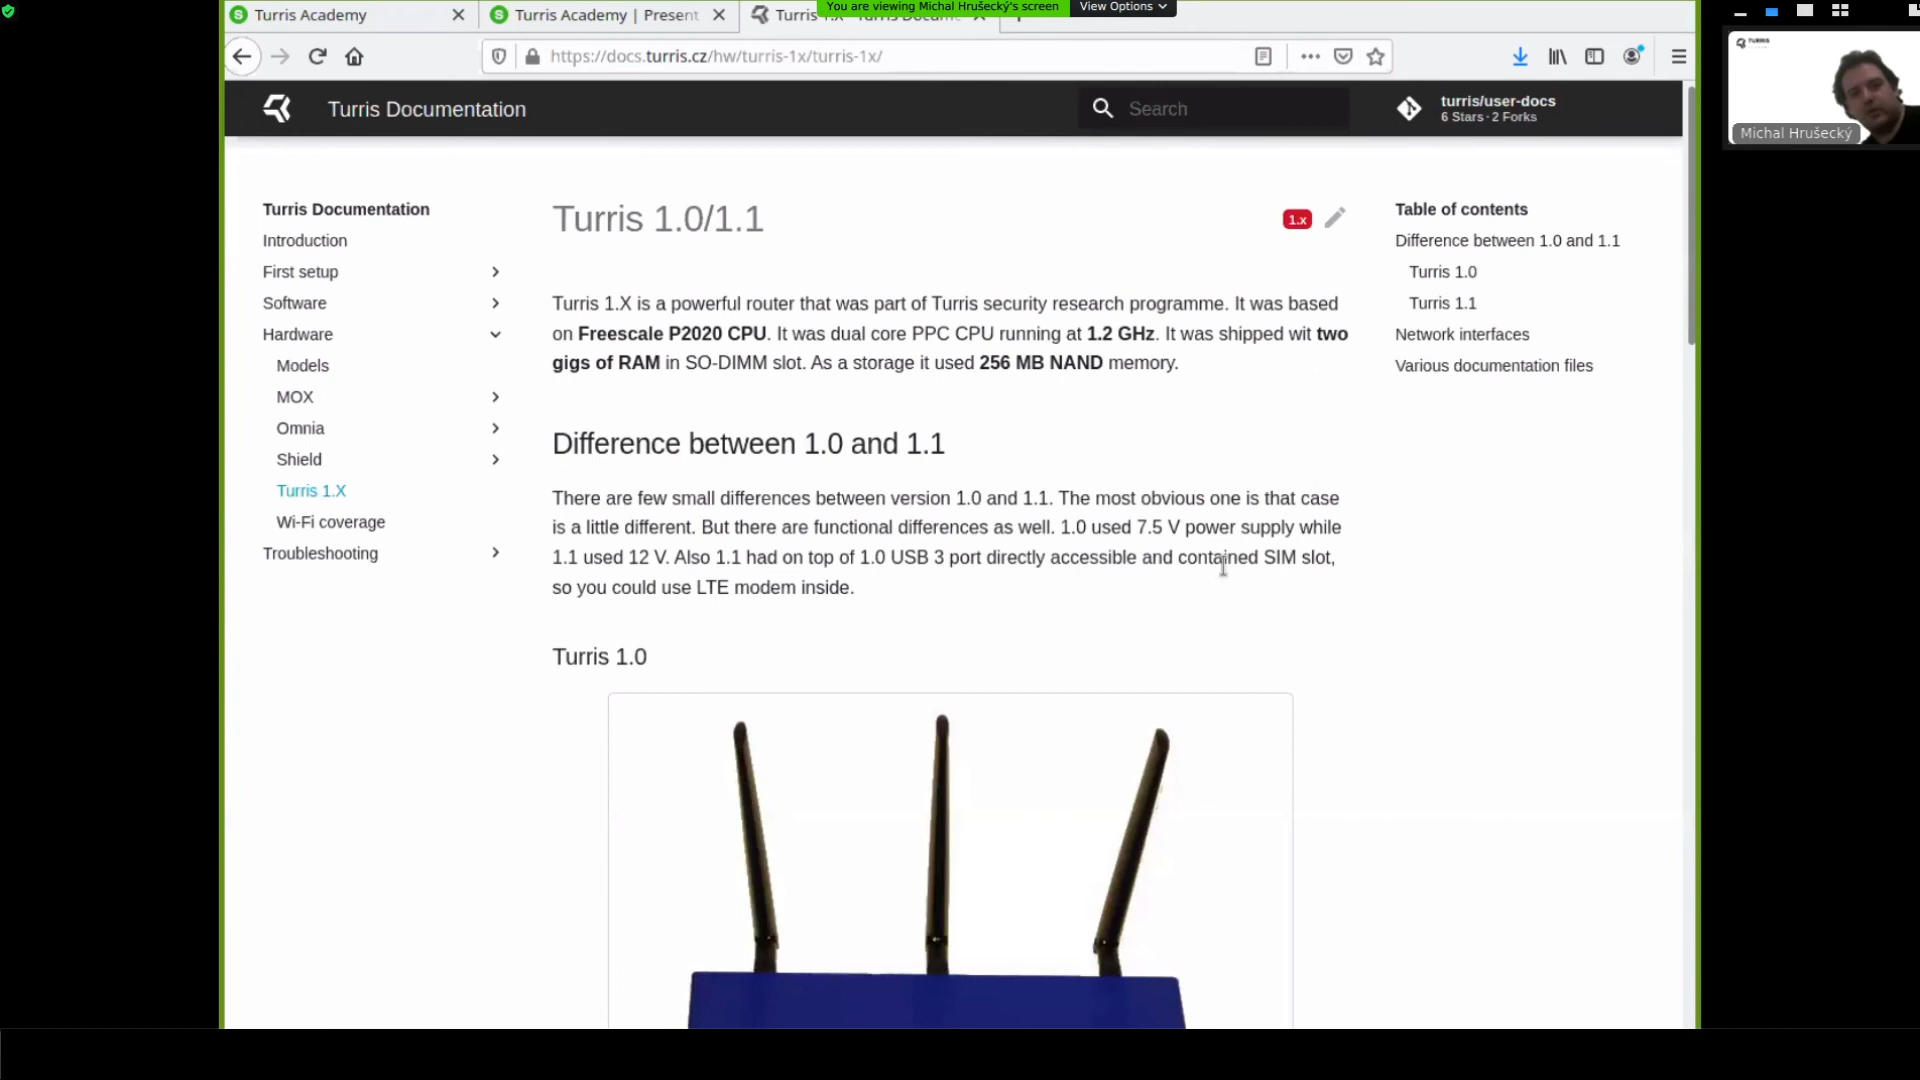 Turris Academy
Turris Academy | Present
You are viewing Michal Hrušecký's screen
View Options
https://docs.turris.cz/hw/turris-1x/turris-1x/
Turris Documentation
Search
turris/user-docs
6 Stars · 2 Forks
TURRIS
Michal Hrušecký
Turris Documentation
Introduction
First setup
Software
Hardware
Models
MOX
Omnia
Shield
Turris 1.X
Wi-Fi coverage
Troubleshooting
Turris 1.0/1.1
1.x
Turris 1.X is a powerful router that was part of Turris security research programme. It was based
on Freescale P2020 CPU. It was dual core PPC CPU running at 1.2 GHz. It was shipped wit two
gigs of RAM in SO-DIMM slot. As a storage it used 256 MB NAND memory.
Difference between 1.0 and 1.1
There are few small differences between version 1.0 and 1.1. The most obvious one is that case
is a little different. But there are functional differences as well. 1.0 used 7.5 V power supply while
1.1 used 12 V. Also 1.1 had on top of 1.0 USB 3 port directly accessible and contained SIM slot,
so you could use LTE modem inside.
Turris 1.0
Table of contents
Difference between 1.0 and 1.1
Turris 1.0
Turris 1.1
Network interfaces
Various documentation files